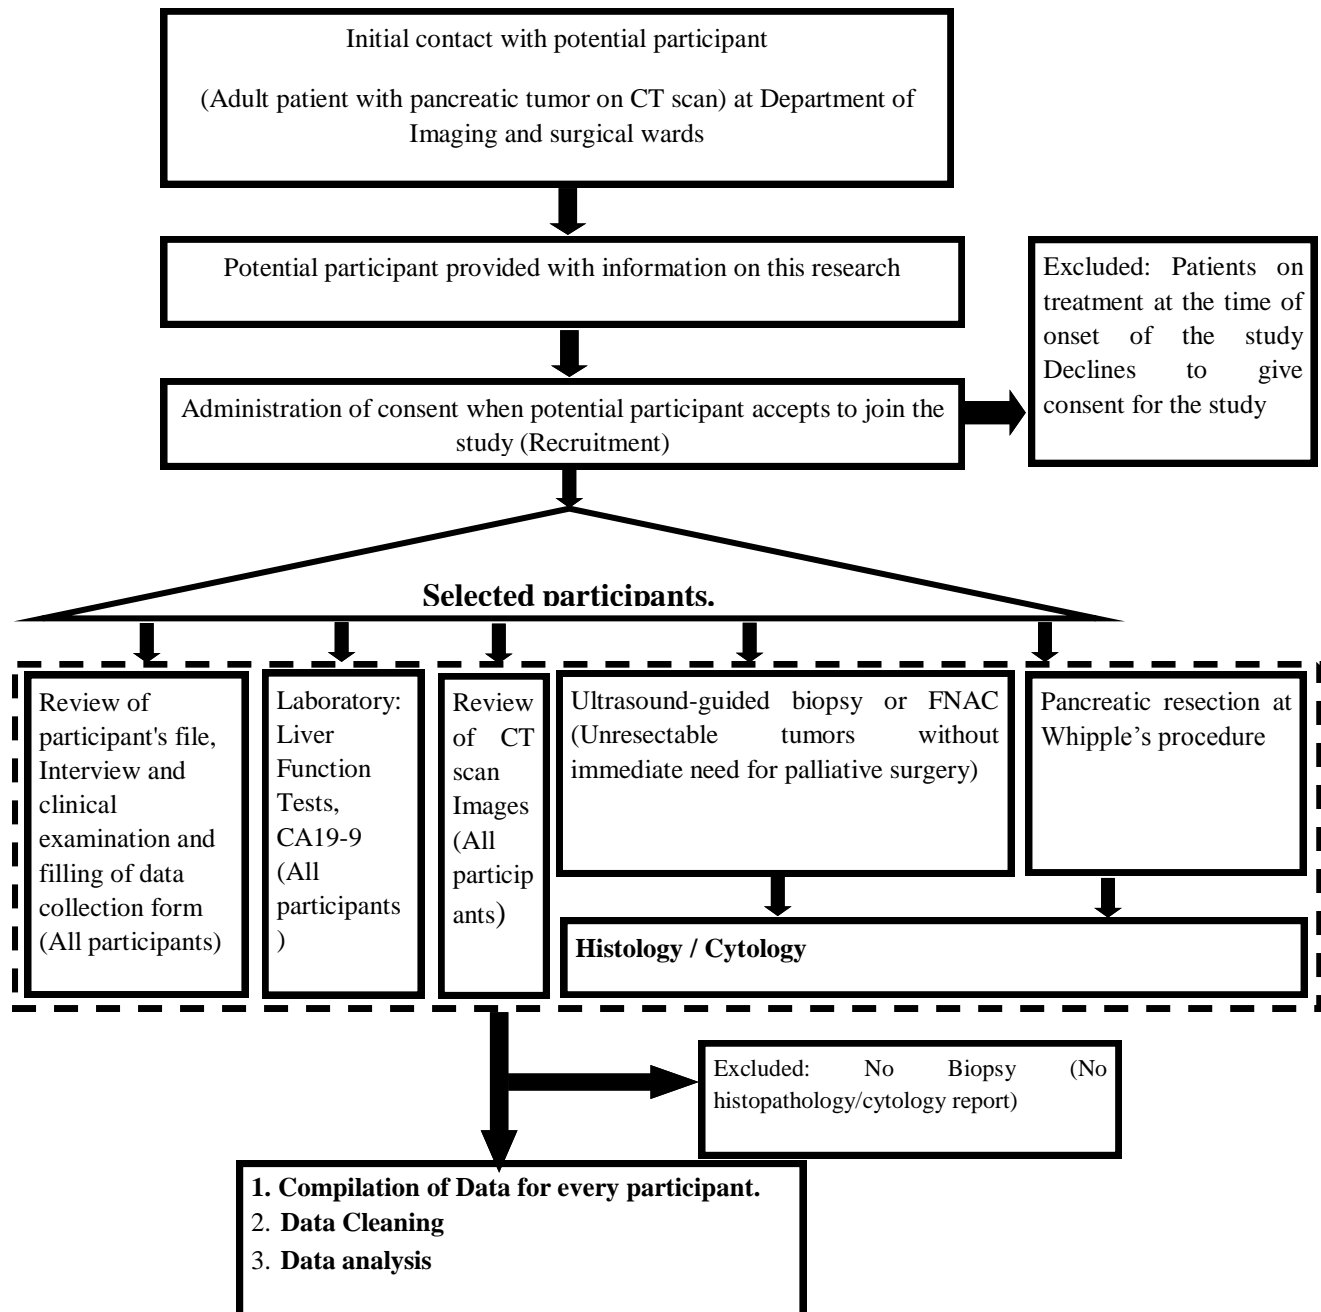 Initial contact with potential participant
(Adult patient with pancreatic tumor on CT scan) at Department of
Imaging and surgical wards
Potential participant provided with information on this research
Excluded: Patients on
treatment at the time of
onset of the study
Declines to give
consent for the study
Administration of consent when potential participant accepts to join the
study (Recruitment)
Selected participants.
Review of
participant's file,
Interview and
clinical
examination and
filling of data
collection form
(All participants)
Laboratory:
Liver
Function
Tests,
CA19-9
(All
participants
)
Review
of CT
scan
Images
(All
particip
ants)
Ultrasound-guided biopsy or FNAC
(Unresectable tumors without
immediate need for palliative surgery)
Pancreatic resection at
Whipple’s procedure
Histology / Cytology
Excluded: No Biopsy (No
histopathology/cytology report)
1. Compilation of Data for every participant.
2. Data Cleaning
3. Data analysis